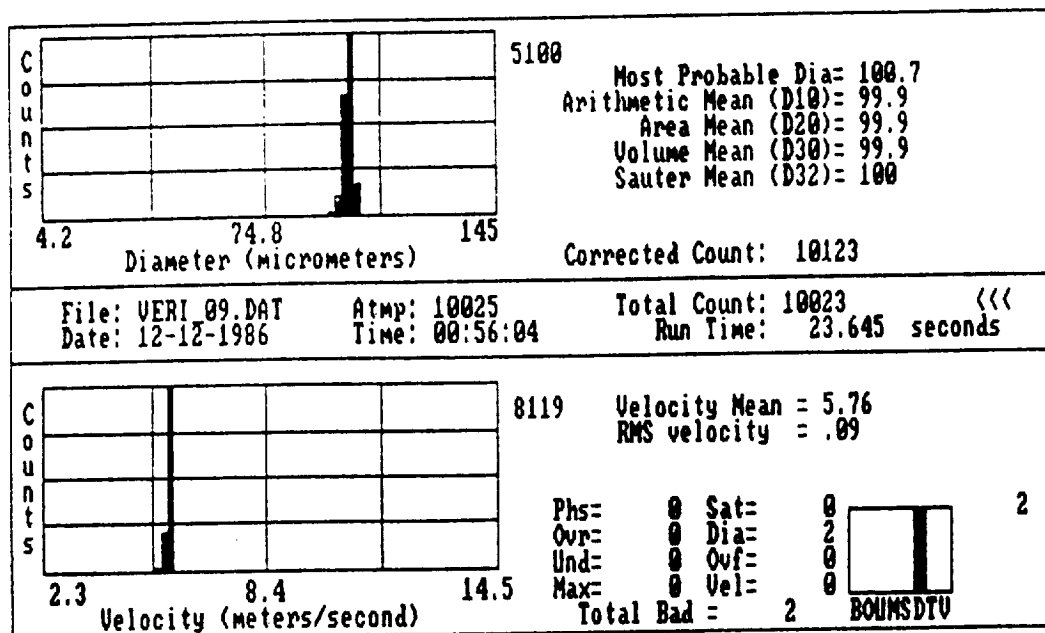 Counts
5100
Most Probable Dia= 100.7
Arithmetic Mean (D10)= 99.9
Area Mean (D20)= 99.9
Volume Mean (D30)= 99.9
Sauter Mean (D32)= 100
4.2 74.8 145
Diameter (micrometers)
Corrected Count: 10123
File: VERI_09.DAT Atmp: 10025 Total Count: 10023 <<<
Date: 12-12-1986 Time: 00:56:04 Run Time: 23.645 seconds
Counts
8119
Velocity Mean = 5.76
RMS velocity = .09
Phs= 0 Sat= 0 2
Ovr= 0 Dia= 2
Und= 0 Ovf= 0
Max= 0 Vel= 0
2.3 8.4 14.5
Velocity (meters/second)
Total Bad = 2 BOUMSDTV